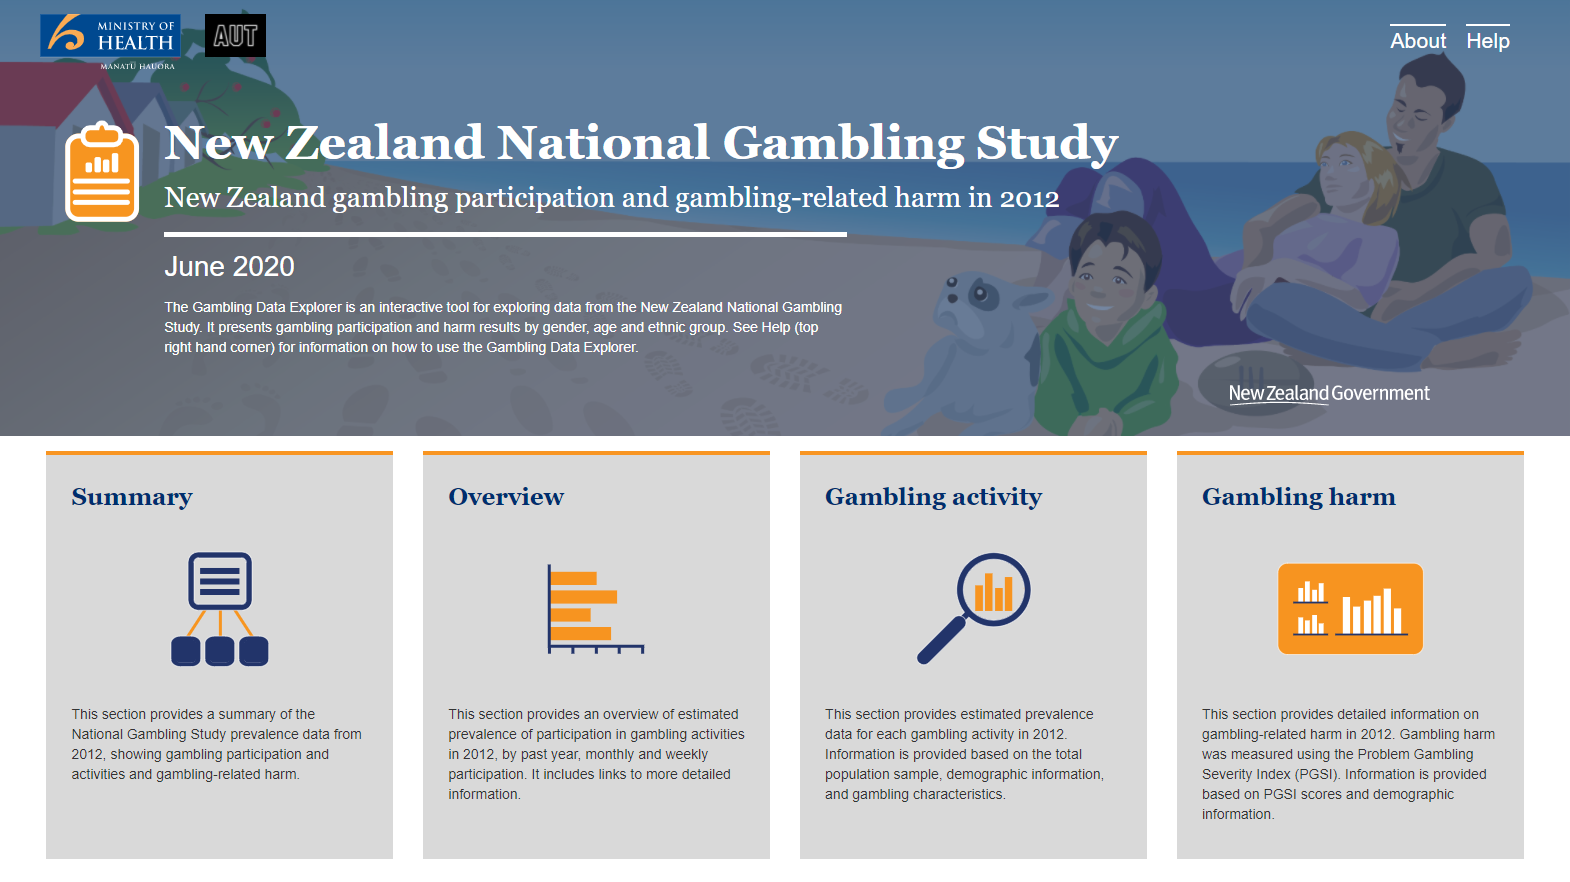 MINISTRY OF
HEALTH
MANATŪ HAUORA
AUT
About Help
New Zealand National Gambling Study
New Zealand gambling participation and gambling-related harm in 2012
June 2020
The Gambling Data Explorer is an interactive tool for exploring data from the New Zealand National Gambling
Study. It presents gambling participation and harm results by gender, age and ethnic group. See Help (top
right hand corner) for information on how to use the Gambling Data Explorer.
New Zealand Government
Summary
This section provides a summary of the
National Gambling Study prevalence data from
2012, showing gambling participation and
activities and gambling-related harm.
Overview
This section provides an overview of estimated
prevalence of participation in gambling activities
in 2012, by past year, monthly and weekly
participation. It includes links to more detailed
information.
Gambling activity
This section provides estimated prevalence
data for each gambling activity in 2012.
Information is provided based on the total
population sample, demographic information,
and gambling characteristics.
Gambling harm
This section provides detailed information on
gambling-related harm in 2012. Gambling harm
was measured using the Problem Gambling
Severity Index (PGSI). Information is provided
based on PGSI scores and demographic
information.